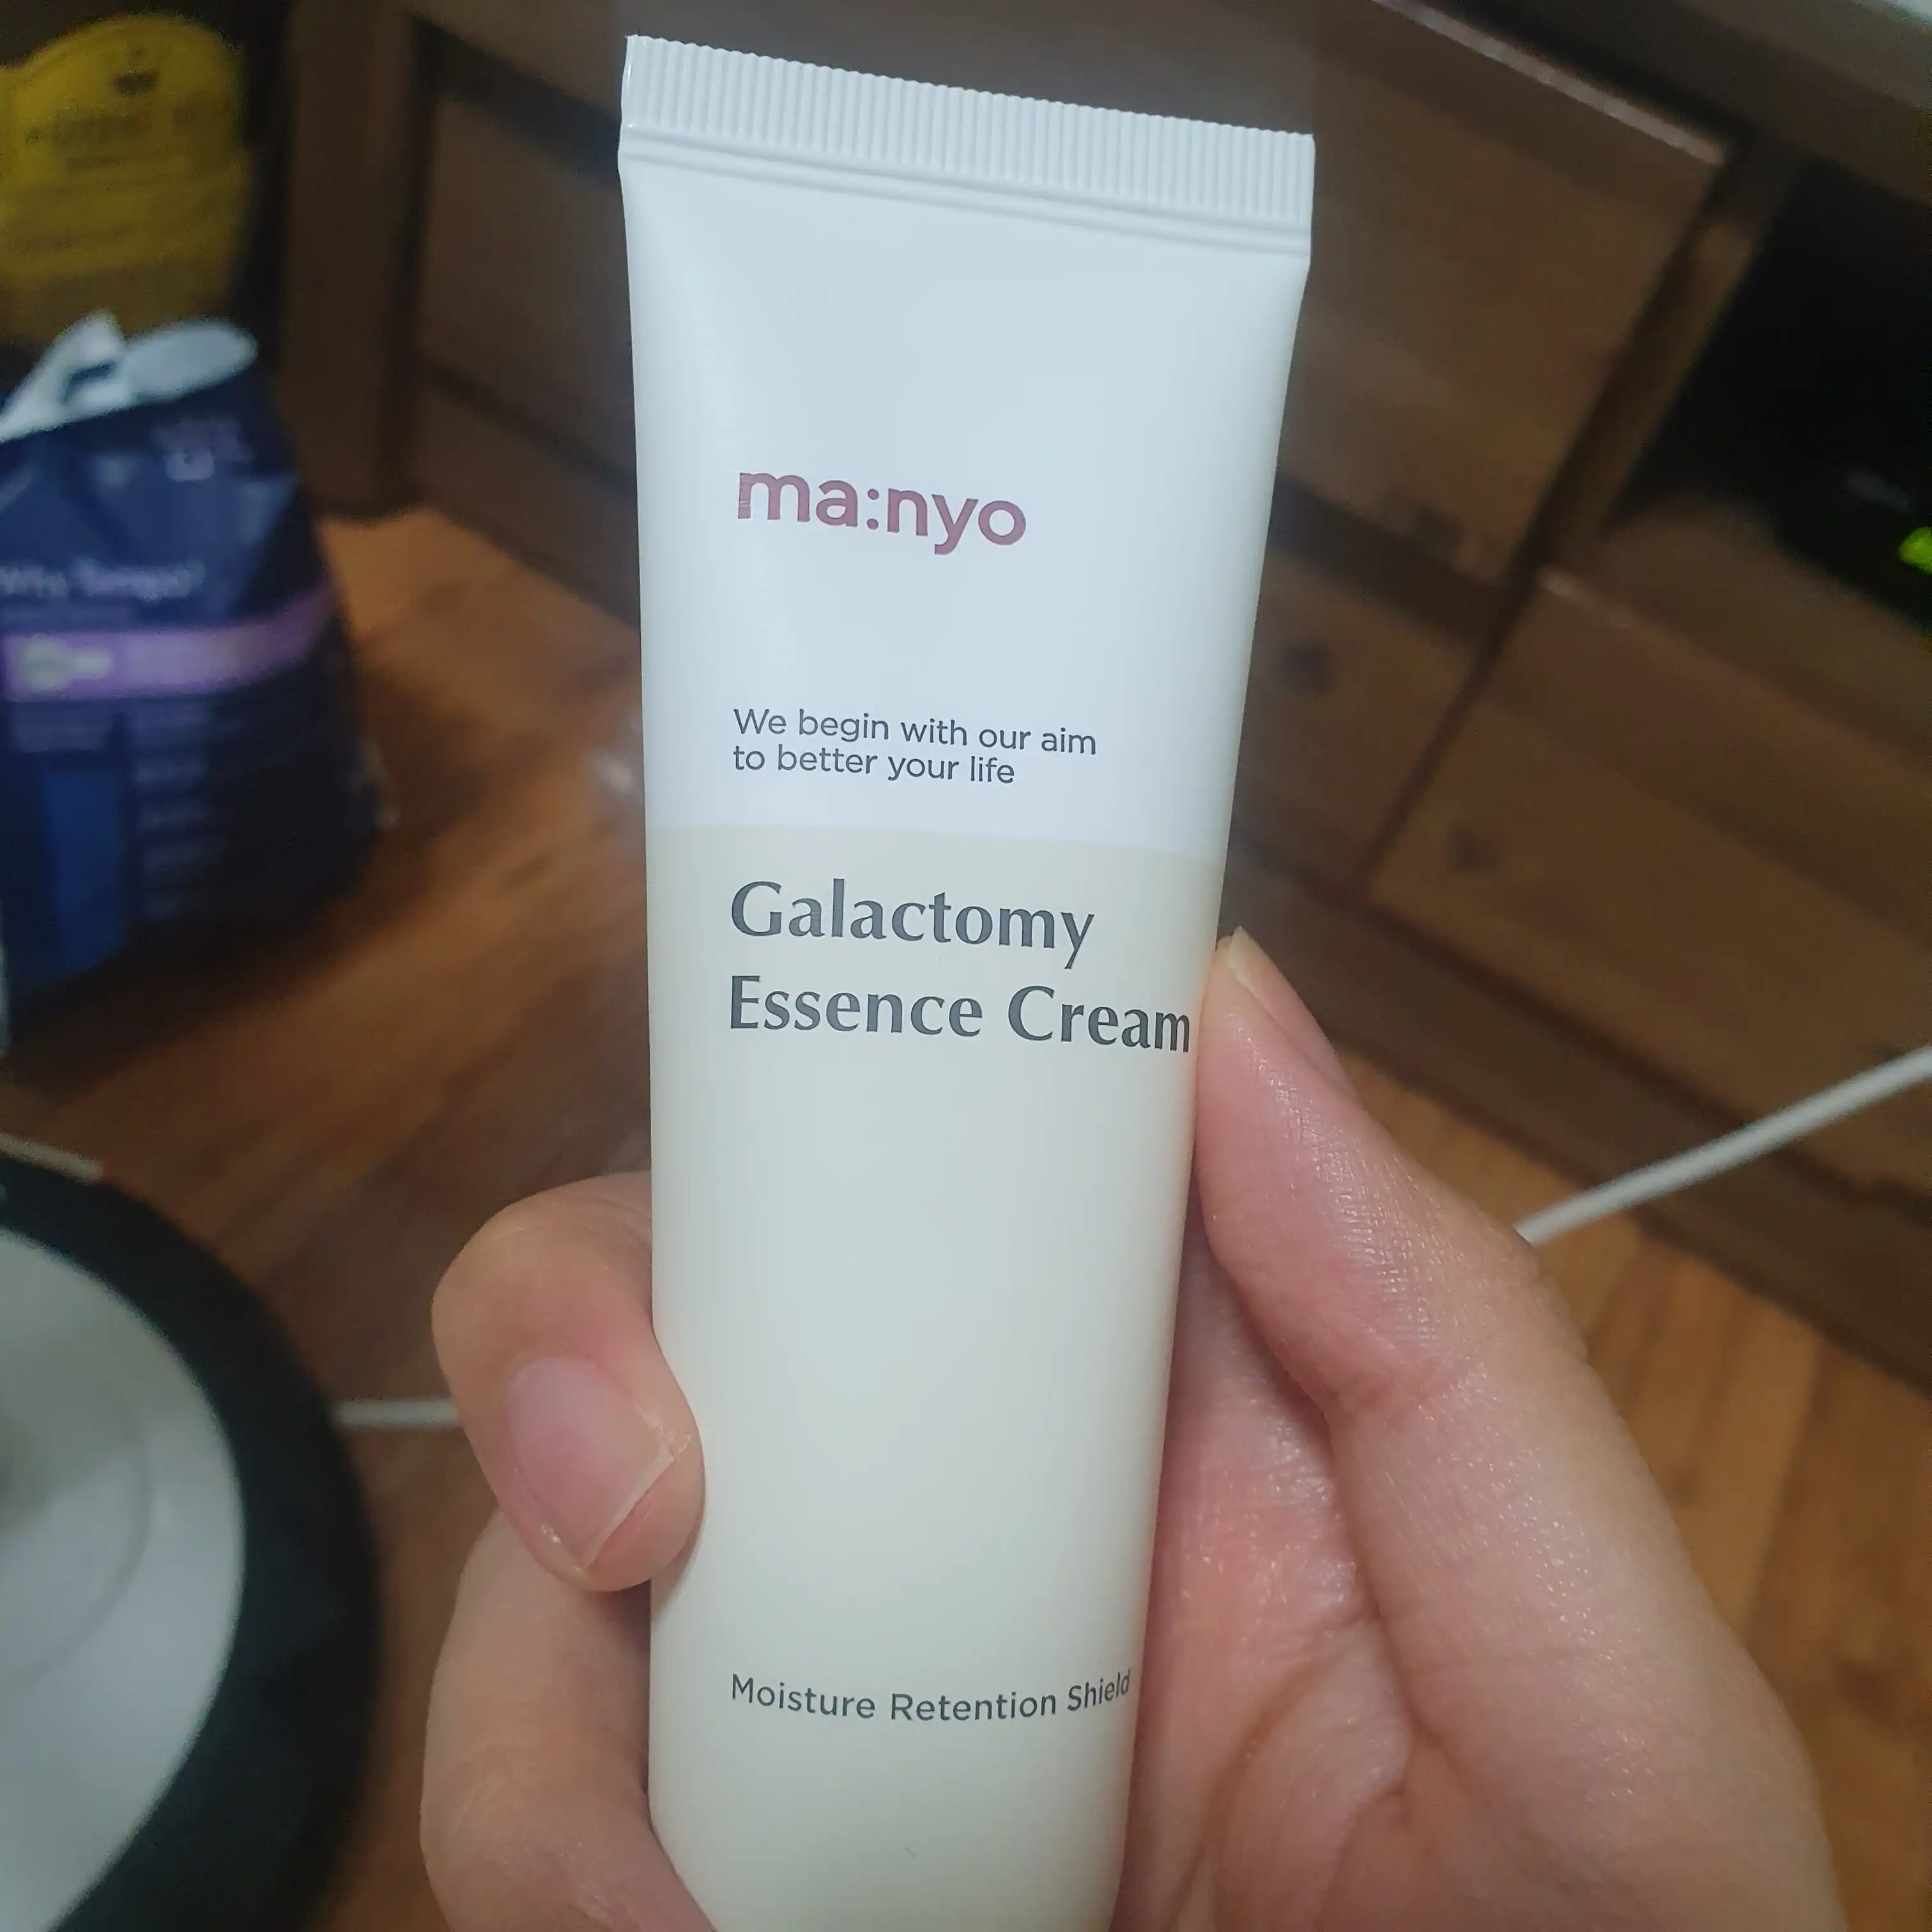 ma:nyo
We begin with our aim
to better your life
Galactomy
Essence Cream
Moisture Retention Shield